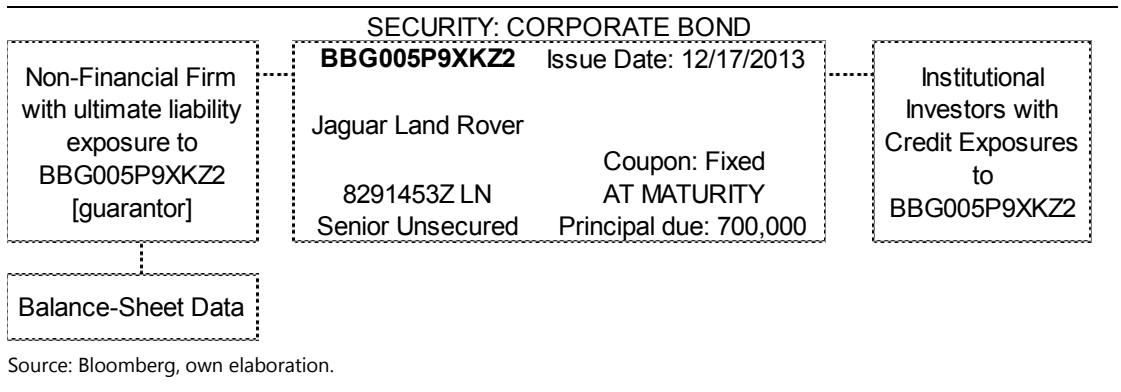 SECURITY: CORPORATE BOND
Non-Financial Firm
with ultimate liability
exposure to
BBG005P9XKZ2
[guarantor]
BBG005P9XKZ2 Issue Date: 12/17/2013
Jaguar Land Rover
Coupon: Fixed
8291453Z LN AT MATURITY
Senior Unsecured Principal due: 700,000
Institutional
Investors with
Credit Exposures
to
BBG005P9XKZ2
Balance-Sheet Data
Source: Bloomberg, own elaboration.